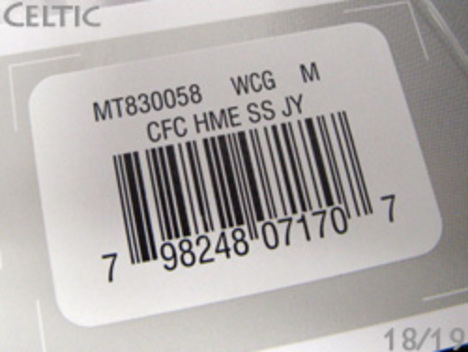 CELTIC
MT830058 WCG M
CFC HME SS JY
7 98248 07170 7
18/19